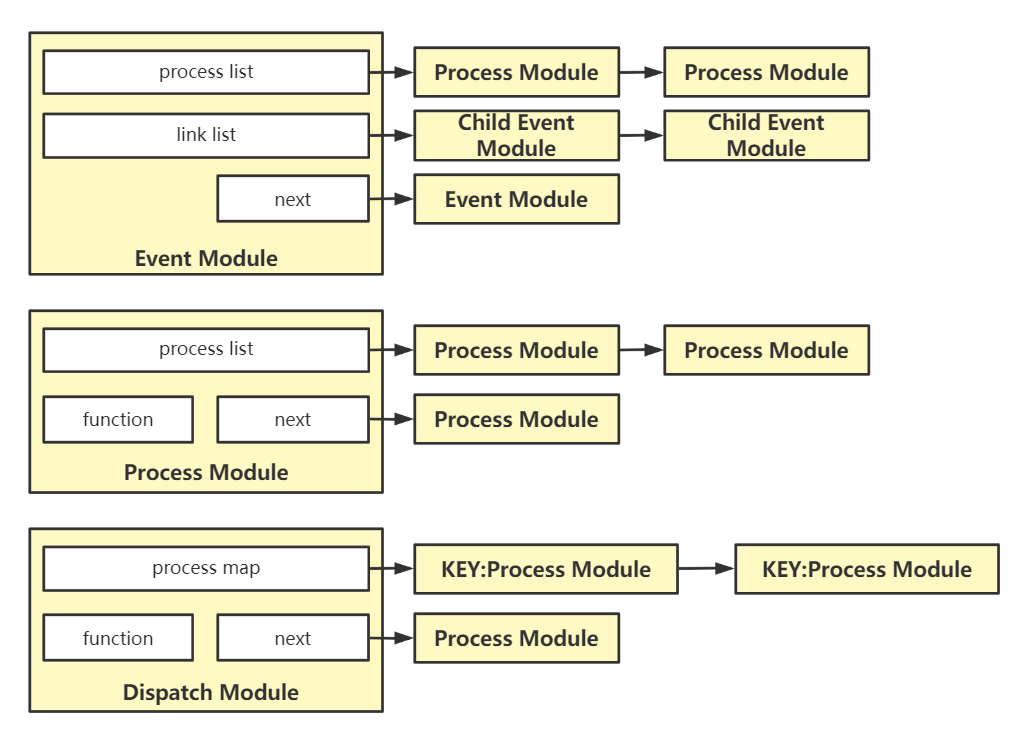 process list
Process Module
Process Module
link list
Child Event
Module
Child Event
Module
next
Event Module
Event Module
process list
Process Module
Process Module
function
next
Process Module
Process Module
process map
KEY:Process Module
KEY:Process Module
function
next
Process Module
Dispatch Module